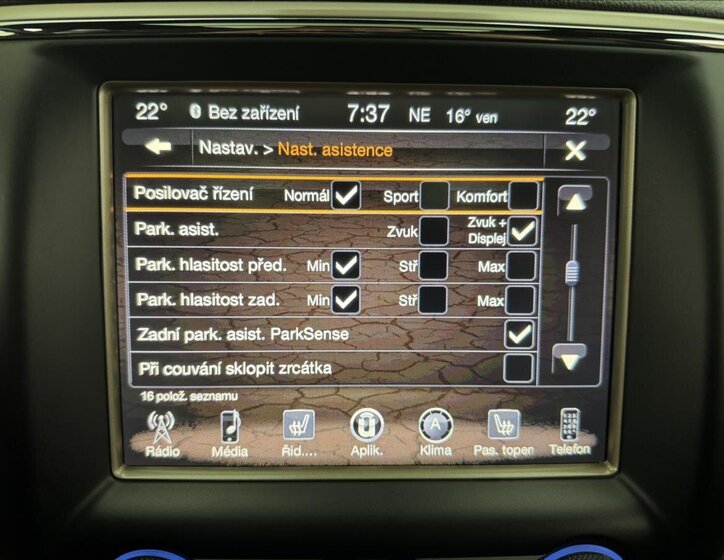 22° Bez zařízení 7:37 NE 16° ven 22°
Nastav. > Nast. asistence
Posilovač řízení Normál Sport Komfort
Park. asist. Zvuk Zvuk +
Displej
Park. hlasitost před. Min Stř Max
Park. hlasitost zad. Min Stř Max
Zadní park. asist. ParkSense
Při couvání sklopit zrcátka
16 polož. seznamu
Rádio Média Řid.... Aplik. Klima Pas. toper Telefon